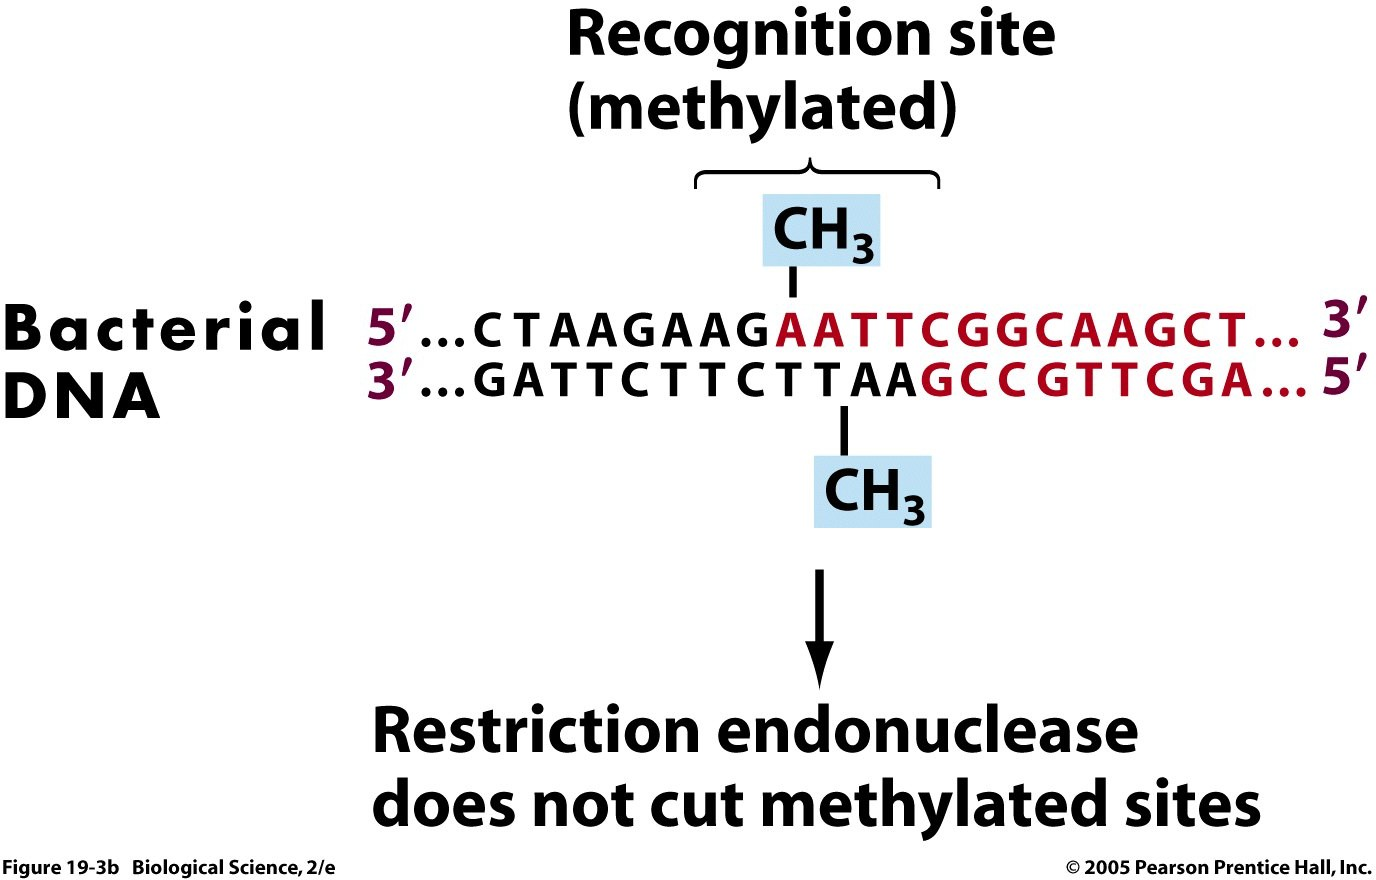 Recognition site
(methylated)
CH₃
Bacterial 5′...CTAAGAAGAATTCGGCAAGCT... 3′
DNA 3′...GATTCTTCTTAAGCCGTTCGA... 5′
CH₃
Restriction endonuclease
does not cut methylated sites
Figure 19-3b Biological Science, 2/e © 2005 Pearson Prentice Hall, Inc.